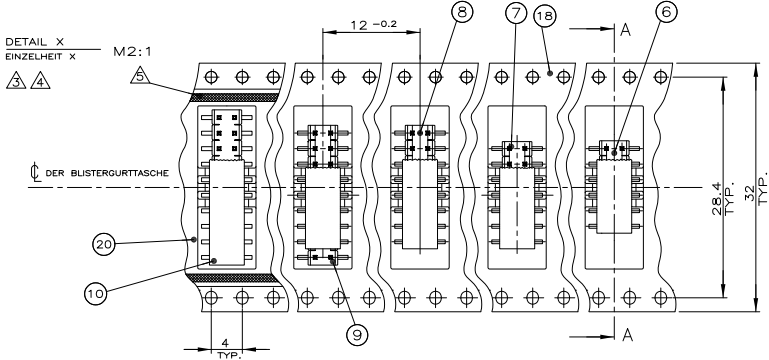 DETAIL X
EINZELHEIT X
M2:1
3 4
5
12 -0.2
8
7
18
A
6
℄ DER BLISTERGURTTASCHE
28.4
TYP.
32
TYP.
20
10
9
4
TYP.
A